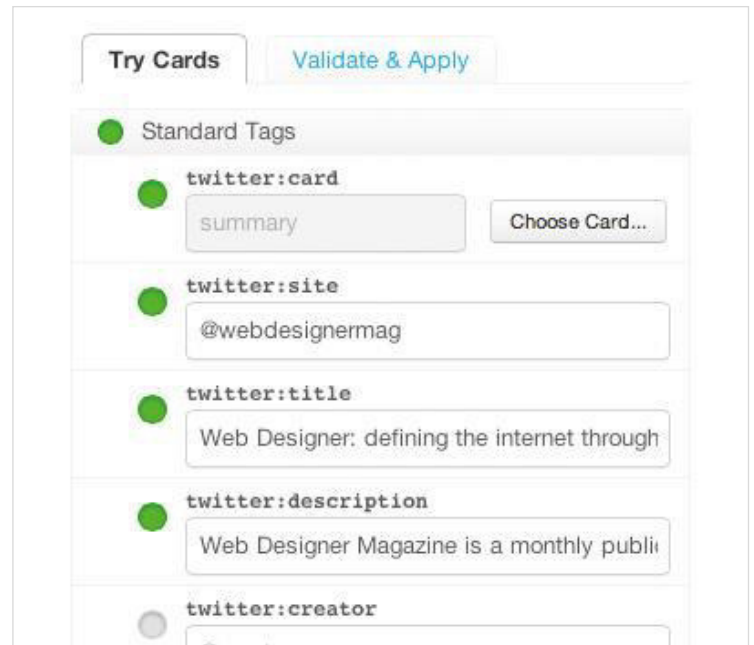 Try Cards
Validate & Apply
Standard Tags
twitter:card
summary
Choose Card...
twitter:site
@webdesignermag
twitter:title
Web Designer: defining the internet through
twitter:description
Web Designer Magazine is a monthly
twitter:creator